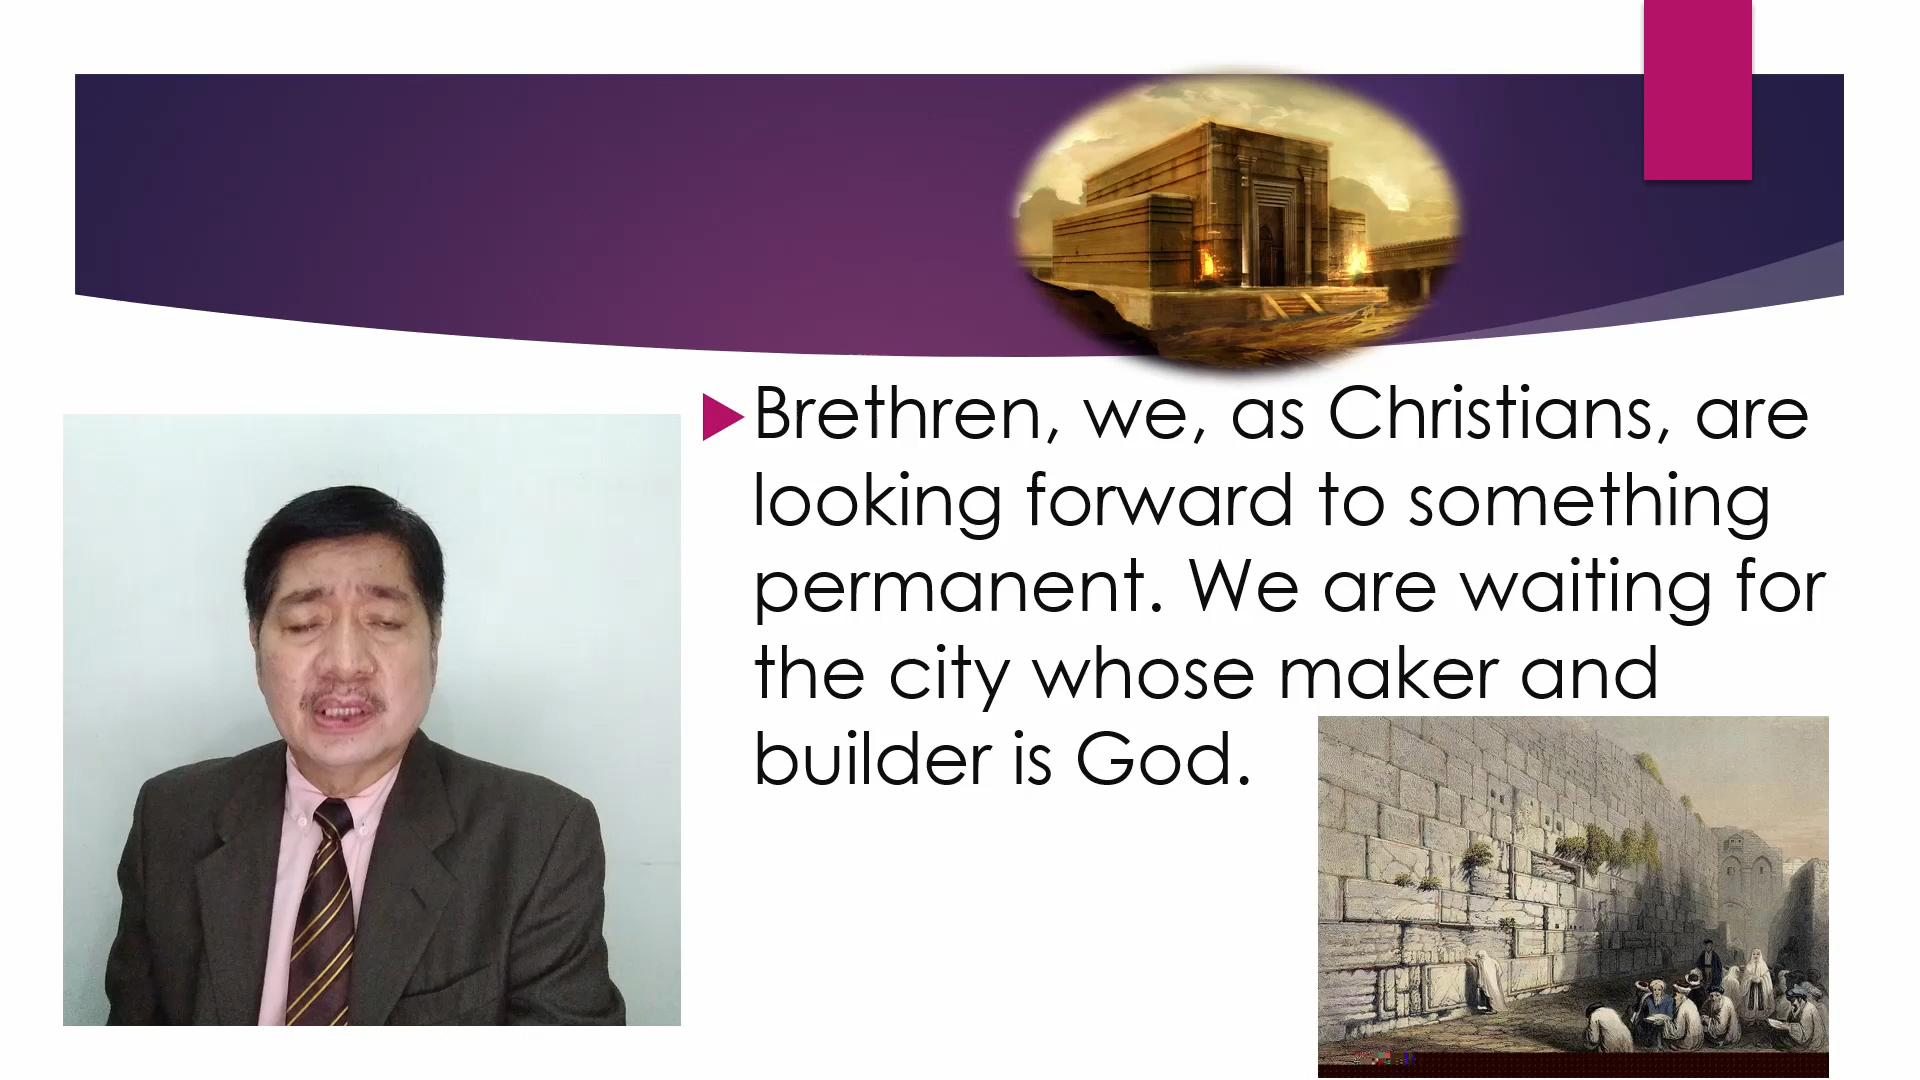 Brethren, we, as Christians, are
looking forward to something
permanent. We are waiting for
the city whose maker and
builder is God.